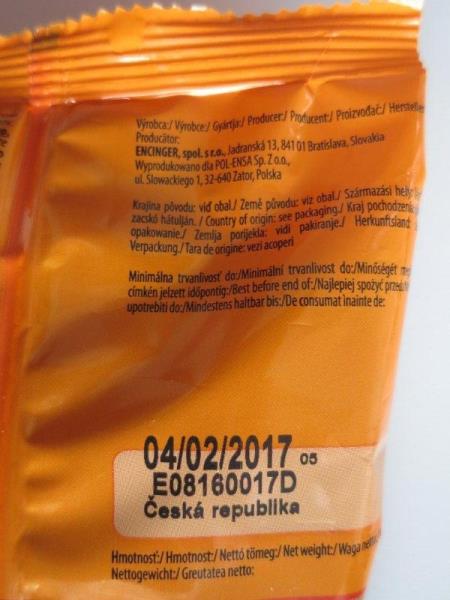 Výrobca:/ Výrobce:/ Gyártja:/ Producer:/ Producent:/ Proizvođač:/ Hersteller
Producător:
ENCINGER, spol. s r.o., Jadranská 13, 841 01 Bratislava, Slovakia
Wyprodukowano dla POL-ENSA Sp. Z o.o.,
ul. Slowackiego 1, 32-640 Zator, Polska
Krajina pôvodu: viď obal./ Země původu: viz obal./ Származási hely:
zacskó hátulján. / Country of origin: see packaging./ Kraj pochodzenia
opakowanie./ Zemlja porijekla: vidi pakiranje./ Herkunftsland:
Verpackung./ Tara de origine: vezi acoperi
Minimálna trvanlivosť do:/Minimální trvanlivost do:/Minőségét
címkén jelzett időpontig:/Best before end of:/Najlepiej spożyć przed
upotrebiti do:/Mindestens haltbar bis:/De consumat inainte de:
04/02/2017 05
E08160017D
Česká republika
Hmotnosť:/ Hmotnost:/ Nettó tömeg:/ Net weight:/ Waga
Nettogewicht:/ Greutatea netto: